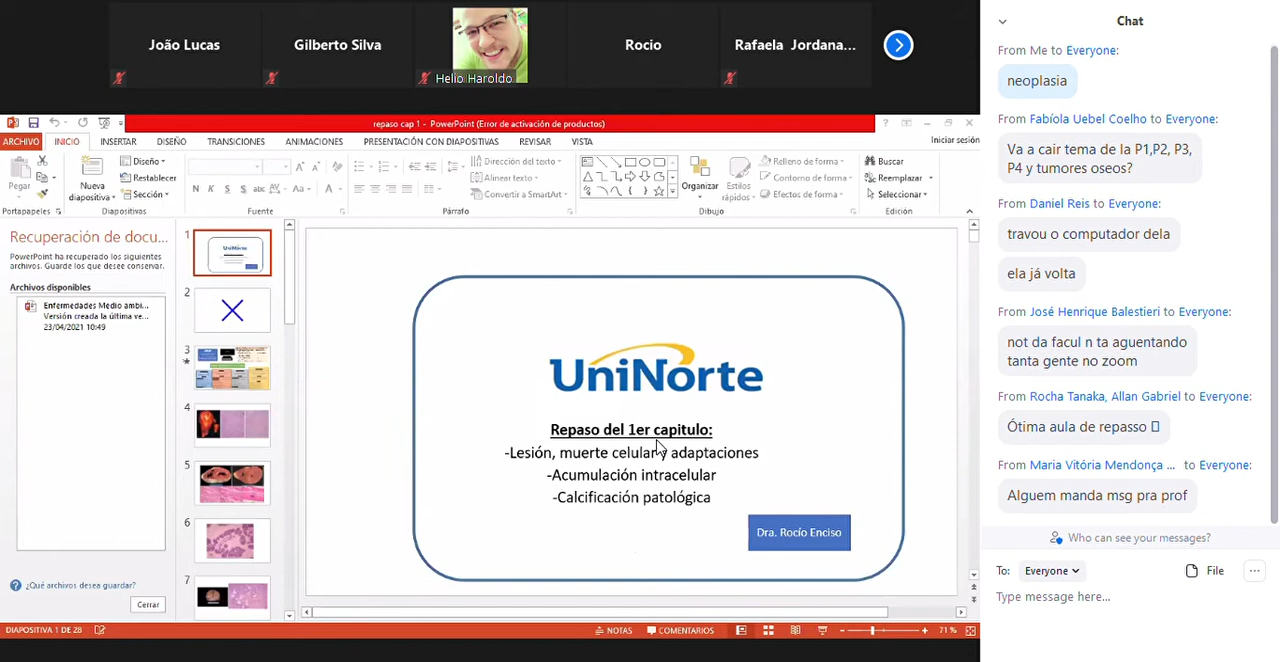 João Lucas
Gilberto Silva
Helio Haroldo
Rocio
Rafaela Jordana...
repaso cap 1 - PowerPoint (Error de activación de productos)
ARCHIVO INICIO INSERTAR DISEÑO TRANSICIONES ANIMACIONES PRESENTACIÓN CON DIAPOSITIVAS REVISAR VISTA Iniciar sesión
Pegar
Nueva
diapositiva
Diseño
Restablecer
Sección
N K S S abc AV Aa A
Dirección del texto
Alinear texto
Convertir a SmartArt
Organizar
Estilos
rápidos
Relleno de forma
Contorno de forma
Efectos de forma
Buscar
Reemplazar
Seleccionar
Portapapeles Diapositivas Fuente Párrafo Dibujo Edición
Recuperación de docu...
PowerPoint ha recuperado los siguientes
archivos. Guarde los que desee conservar.
Archivos disponibles
Enfermedades Medio ambi...
Versión creada la última ve...
23/04/2021 10:49
¿Qué archivos desea guardar?
Cerrar
1
2
3
4
5
6
7
UniNorte
Repaso del 1er capitulo:
-Lesión, muerte celular y adaptaciones
-Acumulación intracelular
-Calcificación patológica
Dra. Rocío Enciso
DIAPOSITIVA 1 DE 28 NOTAS COMENTARIOS 71 %
Chat
From Me to Everyone:
neoplasia
From Fabíola Uebel Coelho to Everyone:
Va a cair tema de la P1,P2, P3,
P4 y tumores oseos?
From Daniel Reis to Everyone:
travou o computador dela
ela já volta
From José Henrique Balestieri to Everyone:
not da facul n ta aguentando
tanta gente no zoom
From Rocha Tanaka, Allan Gabriel to Everyone:
Ótima aula de repasso
From Maria Vitória Mendonça ... to Everyone:
Alguem manda msg pra prof
Who can see your messages?
To: Everyone File ...
Type message here...